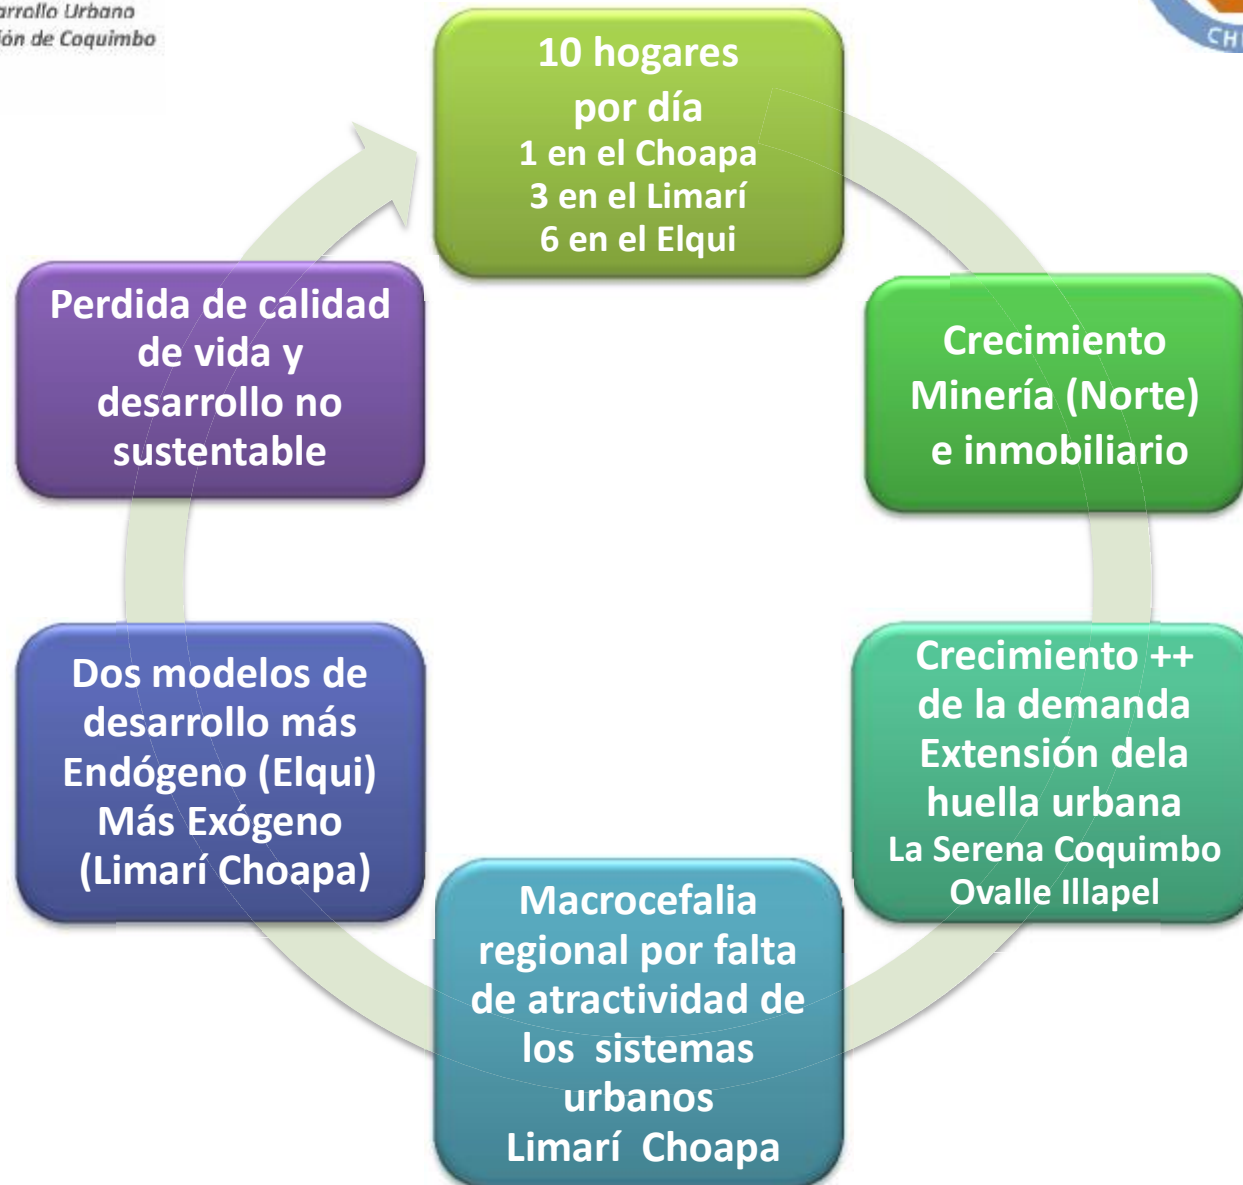 Urbano
de Coquimbo
CH
10 hogares
por día
1 en el Choapa
3 en el Limarí
6 en el Elqui
Crecimiento
Minería (Norte)
e inmobiliario
Crecimiento ++
de la demanda
Extensión dela
huella urbana
La Serena Coquimbo
Ovalle Illapel
Macrocefalia
regional por falta
de atractividad de
los sistemas
urbanos
Limarí Choapa
Dos modelos de
desarrollo más
Endógeno (Elqui)
Más Exógeno
(Limarí Choapa)
Perdida de calidad
de vida y
desarrollo no
sustentable